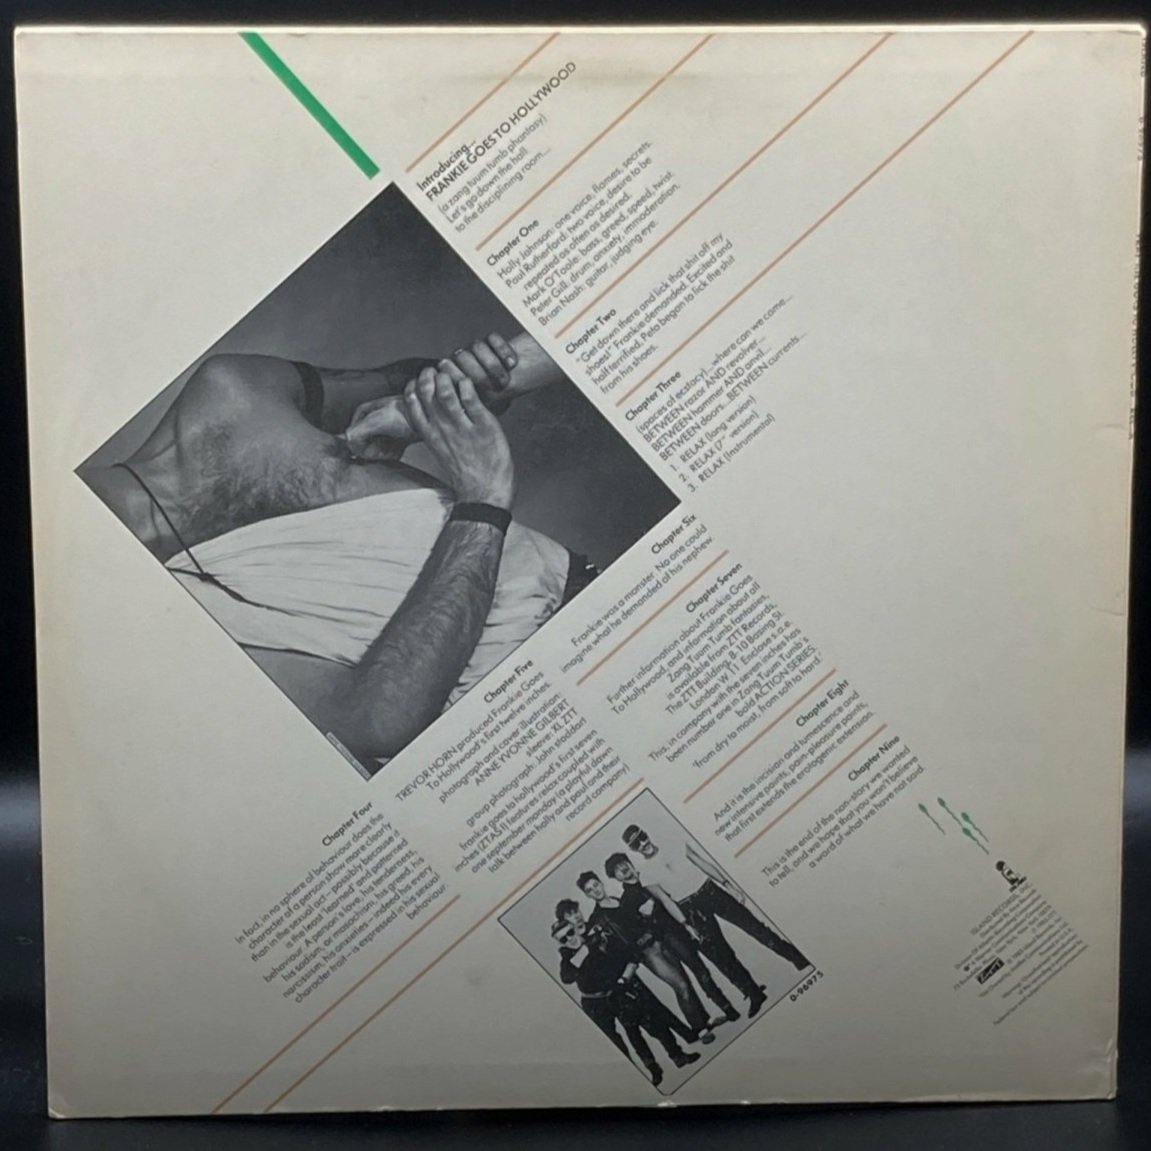 Introducing...
FRANKIE GOES TO HOLLYWOOD
(a zang tuum tumb phantasy)
Let's go down the hall
to the disciplining room....
Chapter One
Holly Johnson: one voice, flames, secrets.
Paul Rutherford: two voice, desire to be
repeated as often as desired.
Mark O'Toole: bass, greed, speed, twist.
Peter Gill: drum, anxiety, immoderation.
Brian Nash: guitar, judging eye.
Chapter Two
"Get down there and lick that shit off my
shoes!" Frankie demanded. Excited and
half terrified, Peta began to lick the shit
from his shoes.
Chapter Three
(spaces of ecstacy)...where can we come....
BETWEEN razor AND revolver...
BETWEEN hammer AND anvil...
BETWEEN doors...BETWEEN currents...
1. RELAX (long version)
2. RELAX (7" version)
3. RELAX (Instrumental)
Chapter Four
In fact, in no sphere of behaviour does the
character of a person show more clearly
than in the sexual act – possibly because it
is the least 'learned' and patterned
behaviour. A person's love, his tenderness,
his sadism, or masochism, his greed, his
narcissism, his anxieties – indeed his every
character trait – is expressed in his sexual
behaviour.
Chapter Five
TREVOR HORN produced Frankie Goes
To Hollywood's first twelve inches.
photograph and cover illustration:
ANNE YVONNE GILBERT
sleeve: XL ZTT
group photograph: John stoddart
frankie goes to hollywood's first seven
inches (ZTAS 1) features relax coupled with
one september monday (a playful dawn
talk between holly and paul and their
record company)
Chapter Six
Frankie was a monster. No one could
imagine what he demanded of his nephew.
Chapter Seven
Further information about Frankie Goes
To Hollywood, and information about all
Zang Tuum Tumb fantasies,
is available from ZTT Records,
The ZTT Building, 8-10 Basing St.
London W.11. Enclose s.a.e.
This, in company with the seven inches has
been number one in Zang Tuum Tumb's
bold ACTION SERIES.
'from dry to moist, from soft to hard.'
Chapter Eight
And it is the incision and tumescence and
new intensive points, pain-pleasure points,
that first extends the erotogenic extension.
Chapter Nine
This is the end of the non-story we wanted
to tell, and we hope that you won't believe
a word of what we have not said.
0-96975
ISLAND RECORDS, INC.